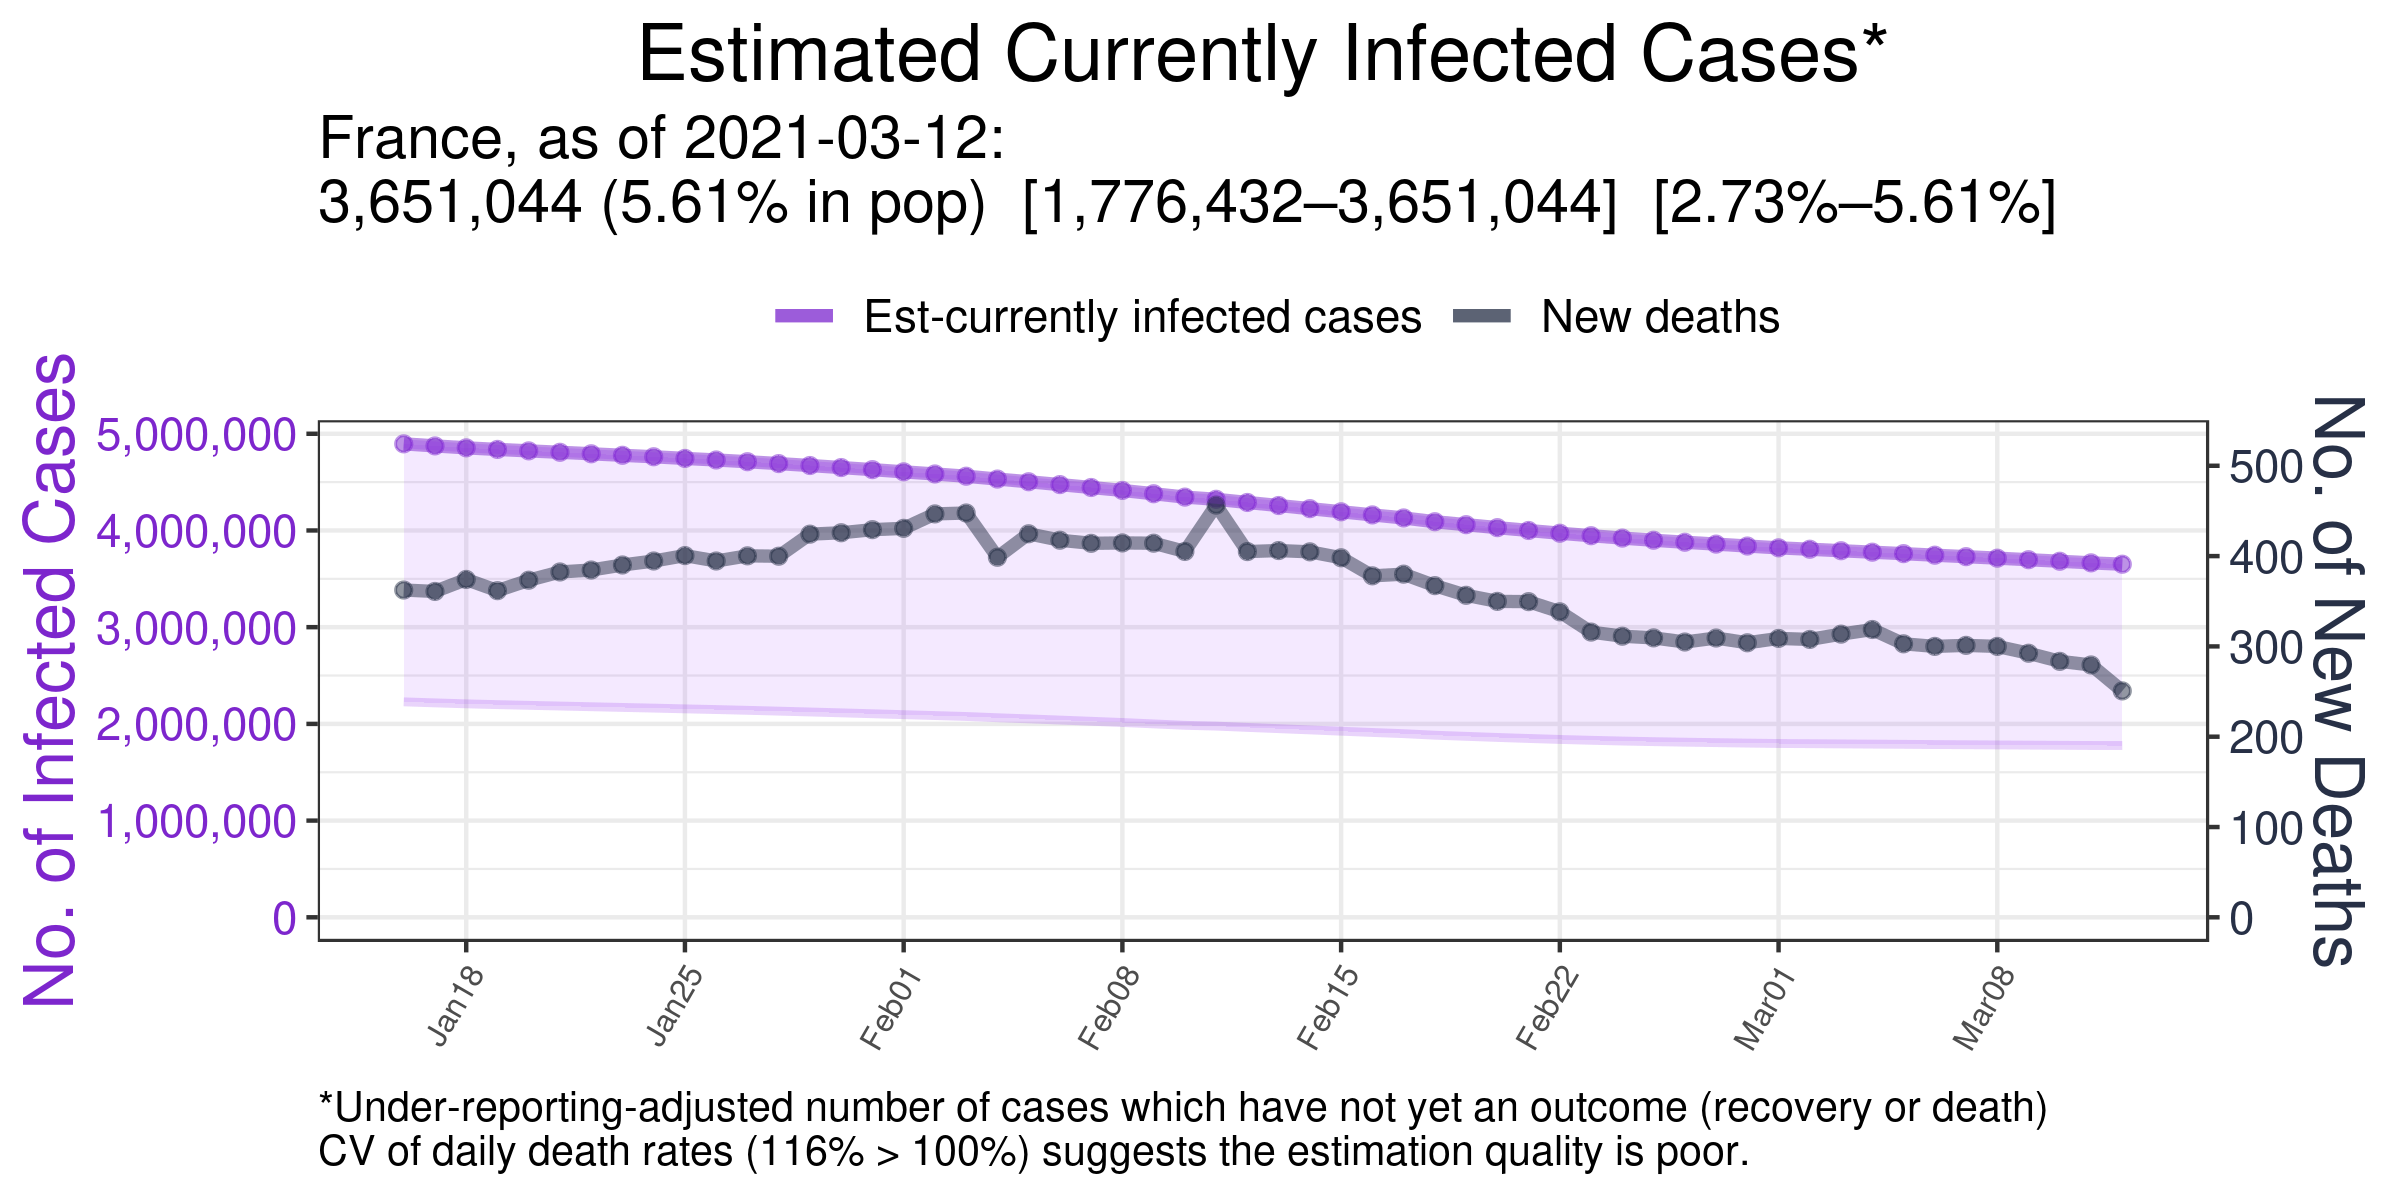 Estimated Currently Infected Cases*
France, as of 2021-03-12:
3,651,044 (5.61% in pop) [1,776,432–3,651,044] [2.73%–5.61%]
Est-currently infected cases
New deaths
No. of Infected Cases
5,000,000
4,000,000
3,000,000
2,000,000
1,000,000
0
500
400
300
200
100
0
No. of New Deaths
Jan18
Jan25
Feb01
Feb08
Feb15
Feb22
Mar01
Mar08
*Under-reporting-adjusted number of cases which have not yet an outcome (recovery or death)
CV of daily death rates (116% > 100%) suggests the estimation quality is poor.